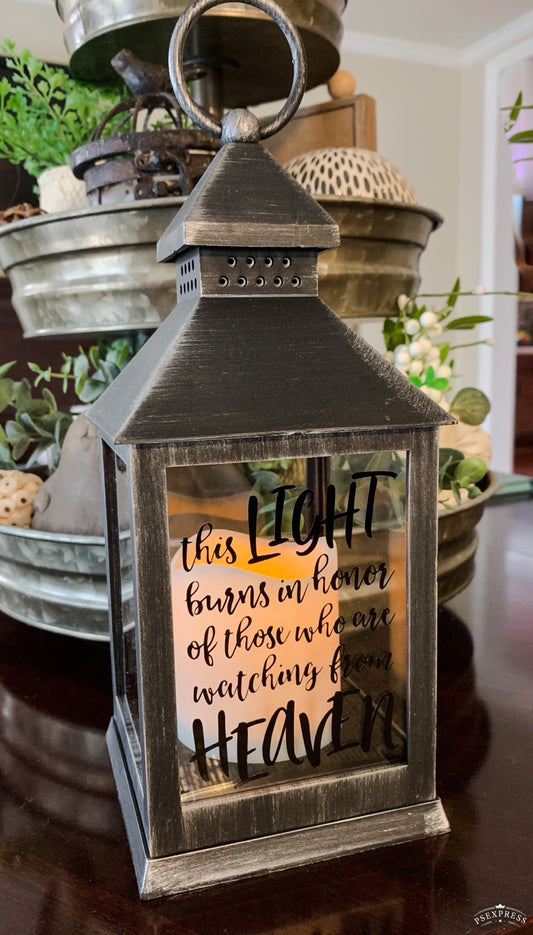 this LIGHT
burns in honor
of those who are
watching from
HEAVEN
PSEXPRESS